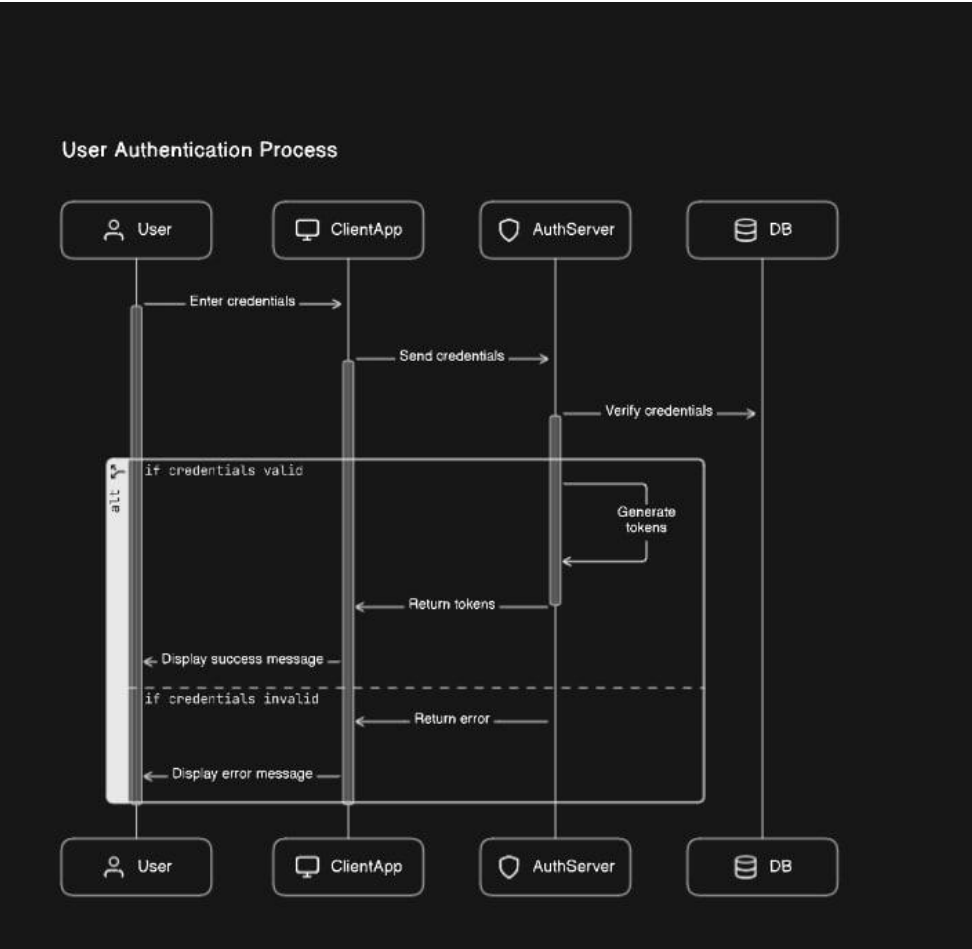 User Authentication Process
User
ClientApp
AuthServer
DB
Enter credentials
Send credentials
Verify credentials
alt
if credentials valid
Generate
tokens
Return tokens
Display success message
if credentials invalid
Return error
Display error message
User
ClientApp
AuthServer
DB